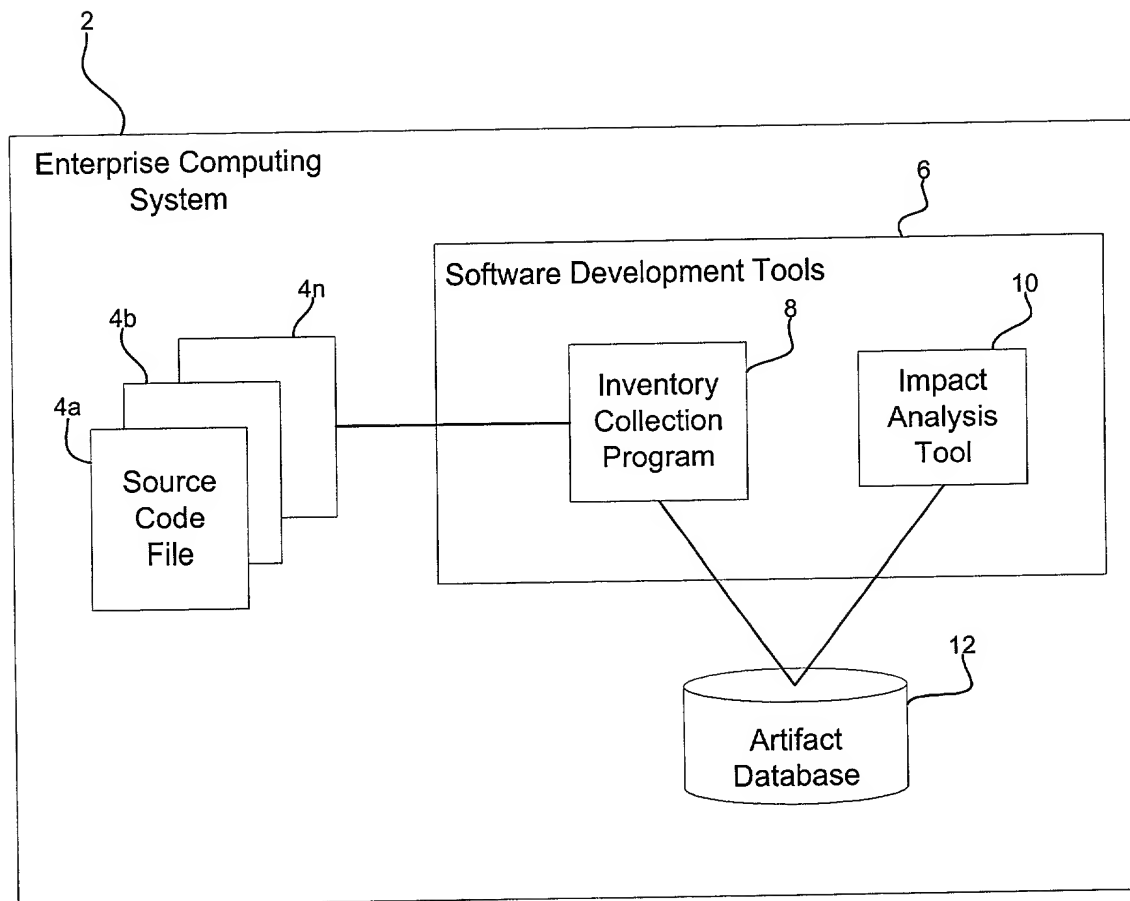 2
Enterprise Computing
System
6
Software Development Tools
4n
8
10
4b
4a
Inventory
Collection
Program
Impact
Analysis
Tool
Source
Code
File
12
Artifact
Database